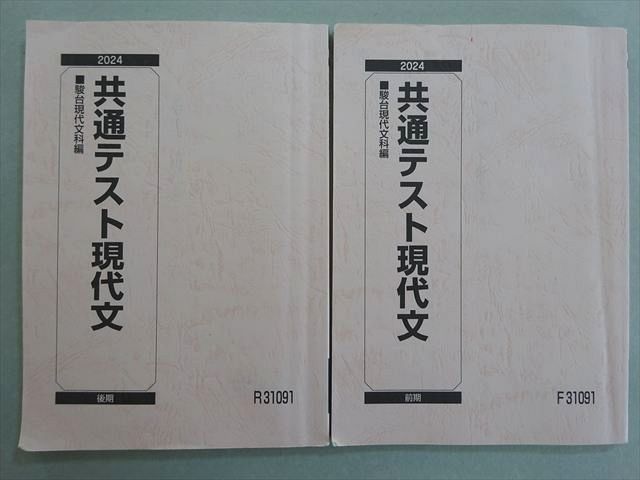 2024
共通テスト現代文
■駿台現代文科編
後期
R31091
2024
共通テスト現代文
■駿台現代文科編
前期
F31091